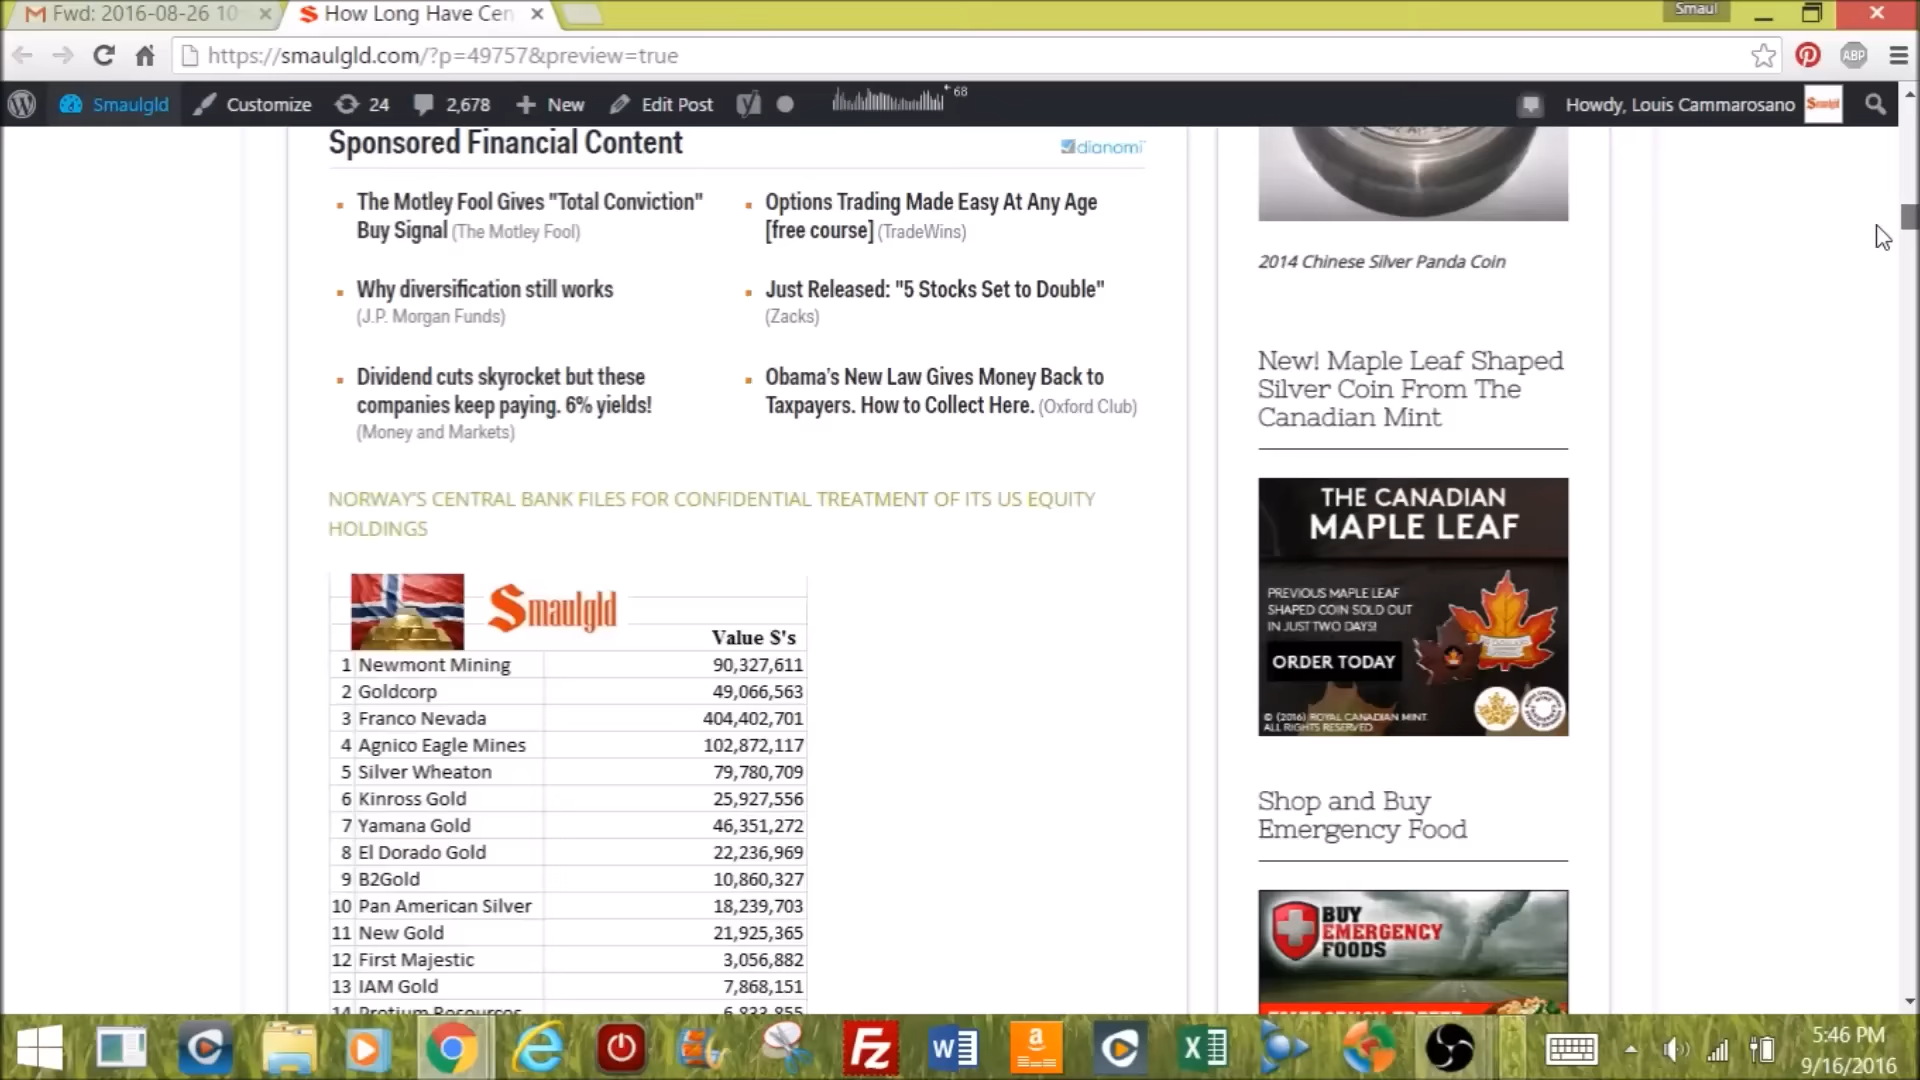 Fwd: 2016-08-26 10
How Long Have Cen
Smaul
https://smaulgld.com/?p=49757&preview=true
ABP
Smaulgld
Customize
24
2,678
New
Edit Post
68
Howdy, Louis Cammarosano
Smaulgld
Sponsored Financial Content
dianomi
The Motley Fool Gives "Total Conviction"
Buy Signal (The Motley Fool)
Why diversification still works
(J.P. Morgan Funds)
Dividend cuts skyrocket but these
companies keep paying. 6% yields!
(Money and Markets)
Options Trading Made Easy At Any Age
[free course] (TradeWins)
Just Released: "5 Stocks Set to Double"
(Zacks)
Obama's New Law Gives Money Back to
Taxpayers. How to Collect Here. (Oxford Club)
NORWAY'S CENTRAL BANK FILES FOR CONFIDENTIAL TREATMENT OF ITS US EQUITY
HOLDINGS
Smaulgld
Value $'s
1 Newmont Mining 90,327,611
2 Goldcorp 49,066,563
3 Franco Nevada 404,402,701
4 Agnico Eagle Mines 102,872,117
5 Silver Wheaton 79,780,709
6 Kinross Gold 25,927,556
7 Yamana Gold 46,351,272
8 El Dorado Gold 22,236,969
9 B2Gold 10,860,327
10 Pan American Silver 18,239,703
11 New Gold 21,925,365
12 First Majestic 3,056,882
13 IAM Gold 7,868,151
14 Pretium Resources 6,833,855
2014 Chinese Silver Panda Coin
New! Maple Leaf Shaped
Silver Coin From The
Canadian Mint
THE CANADIAN
MAPLE LEAF
PREVIOUS MAPLE LEAF
SHAPED COIN SOLD OUT
IN JUST TWO DAYS!
ORDER TODAY
© (2016) ROYAL CANADIAN MINT.
ALL RIGHTS RESERVED
Shop and Buy
Emergency Food
BUY
EMERGENCY
FOODS
5:46 PM
9/16/2016